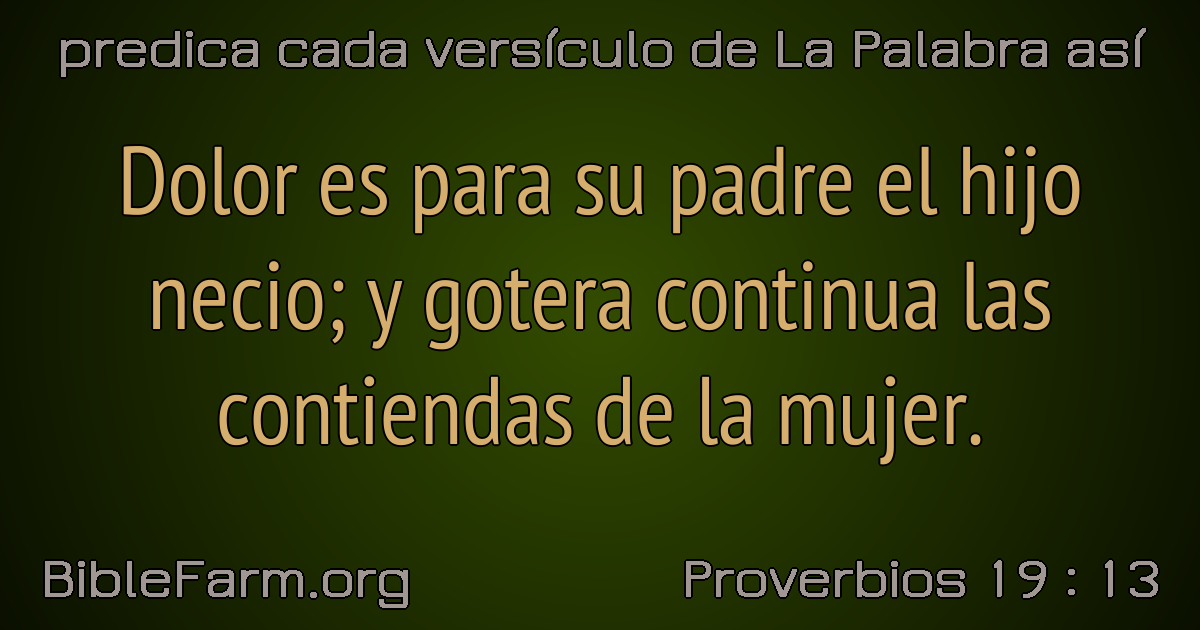 predica cada versículo de La Palabra así
Dolor es para su padre el hijo
necio; y gotera continua las
contiendas de la mujer.
BibleFarm.org
Proverbios 19 : 13